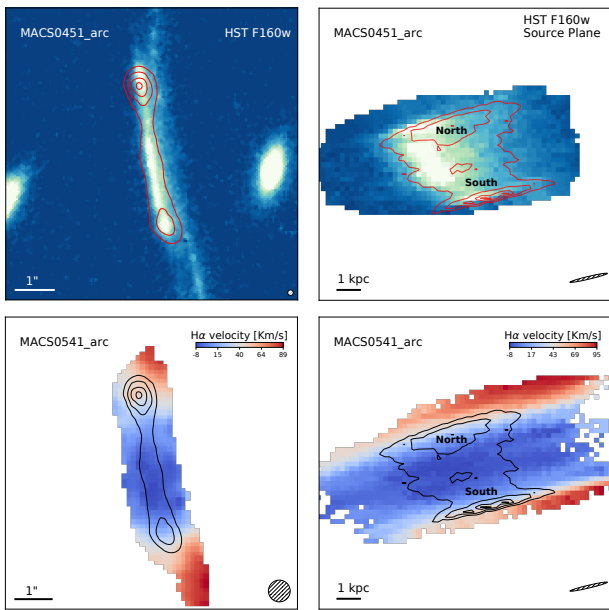 MACS0451_arc
HST F160w
1"
MACS0451_arc
HST F160w
Source Plane
North
South
1 kpc
MACS0541_arc
Hα velocity [Km/s]
-8 15 40 64 89
1"
MACS0541_arc
Hα velocity [Km/s]
-8 17 43 69 95
North
South
1 kpc